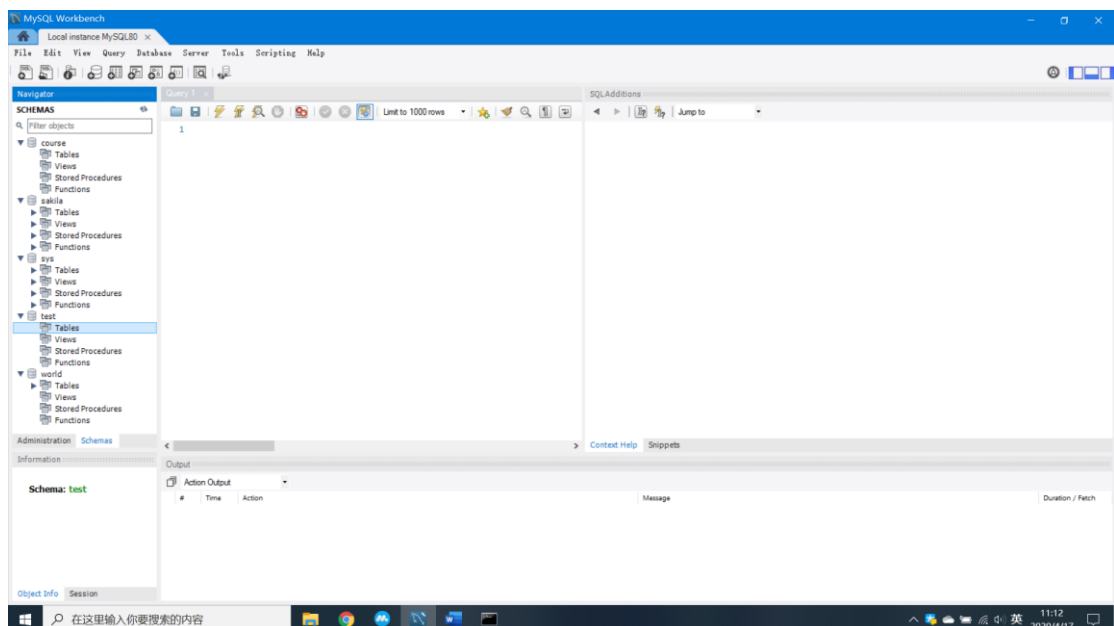 MySQL Workbench
Local instance MySQL80
File Edit View Query Database Server Tools Scripting Help
Navigator
SCHEMAS
Filter objects
course
Tables
Views
Stored Procedures
Functions
sakila
Tables
Views
Stored Procedures
Functions
sys
Tables
Views
Stored Procedures
Functions
test
Tables
Views
Stored Procedures
Functions
world
Tables
Views
Stored Procedures
Functions
Administration Schemas
Information
Schema: test
Object Info Session
Query 1
Limit to 1000 rows
1
SQLAdditions
Jump to
Context Help Snippets
Output
Action Output
# Time Action Message Duration / Fetch
在这里输入你要搜索的内容
英
11:12
2020/4/17